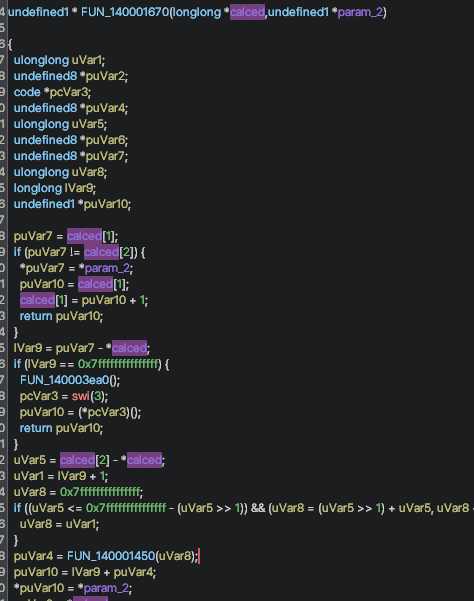 4 undefined1 * FUN_140001670(longlong *calced,undefined1 *param_2)
5
6 {
7 ulonglong uVar1;
8 undefined8 *puVar2;
9 code *pcVar3;
0 undefined8 *puVar4;
1 ulonglong uVar5;
2 undefined8 *puVar6;
3 undefined8 *puVar7;
4 ulonglong uVar8;
5 longlong lVar9;
6 undefined1 *puVar10;
7
8 puVar7 = calced[1];
9 if (puVar7 != calced[2]) {
0 *puVar7 = *param_2;
1 puVar10 = calced[1];
2 calced[1] = puVar10 + 1;
3 return puVar10;
4 }
5 lVar9 = puVar7 - *calced;
6 if (lVar9 == 0x7fffffffffffffff) {
7 FUN_140003ea0();
8 pcVar3 = swi(3);
9 puVar10 = (*pcVar3)();
0 return puVar10;
1 }
2 uVar5 = calced[2] - *calced;
3 uVar1 = lVar9 + 1;
4 uVar8 = 0x7fffffffffffffff;
5 if ((uVar5 <= 0x7fffffffffffffff - (uVar5 >> 1)) && (uVar8 = (uVar5 >> 1) + uVar5, uVar8
6 uVar8 = uVar1;
7 }
8 puVar4 = FUN_140001450(uVar8);
9 puVar10 = lVar9 + puVar4;
0 *puVar10 = *param_2;